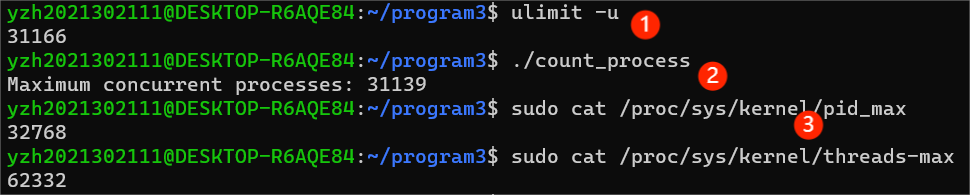 yzh2021302111@DESKTOP-R6AQE84:~/program3$ ulimit -u
1
31166
yzh2021302111@DESKTOP-R6AQE84:~/program3$ ./count_process
2
Maximum concurrent processes: 31139
yzh2021302111@DESKTOP-R6AQE84:~/program3$ sudo cat /proc/sys/kernel/pid_max
3
32768
yzh2021302111@DESKTOP-R6AQE84:~/program3$ sudo cat /proc/sys/kernel/threads-max
62332